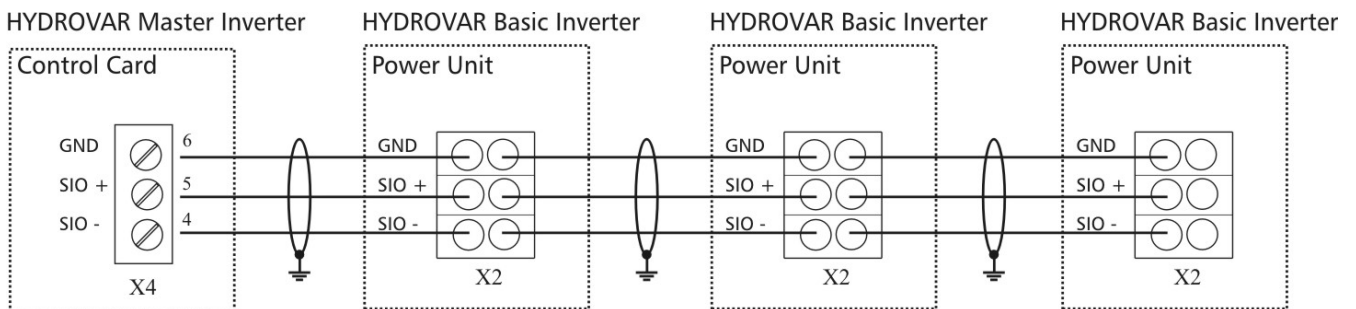 HYDROVAR Master Inverter HYDROVAR Basic Inverter HYDROVAR Basic Inverter HYDROVAR Basic Inverter
Control Card Power Unit Power Unit Power Unit
GND 6 GND GND GND
SIO + 5 SIO + SIO + SIO +
SIO - 4 SIO - SIO - SIO -
X4 X2 X2 X2